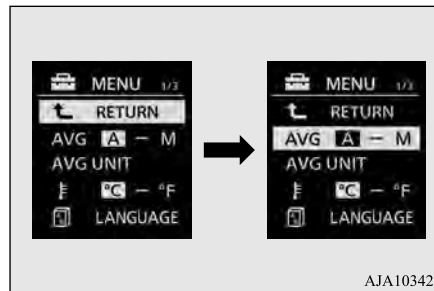 MENU 1/3
RETURN
AVG A – M
AVG UNIT
°C – °F
LANGUAGE
MENU 1/3
RETURN
AVG A – M
AVG UNIT
°C – °F
LANGUAGE
AJA10342